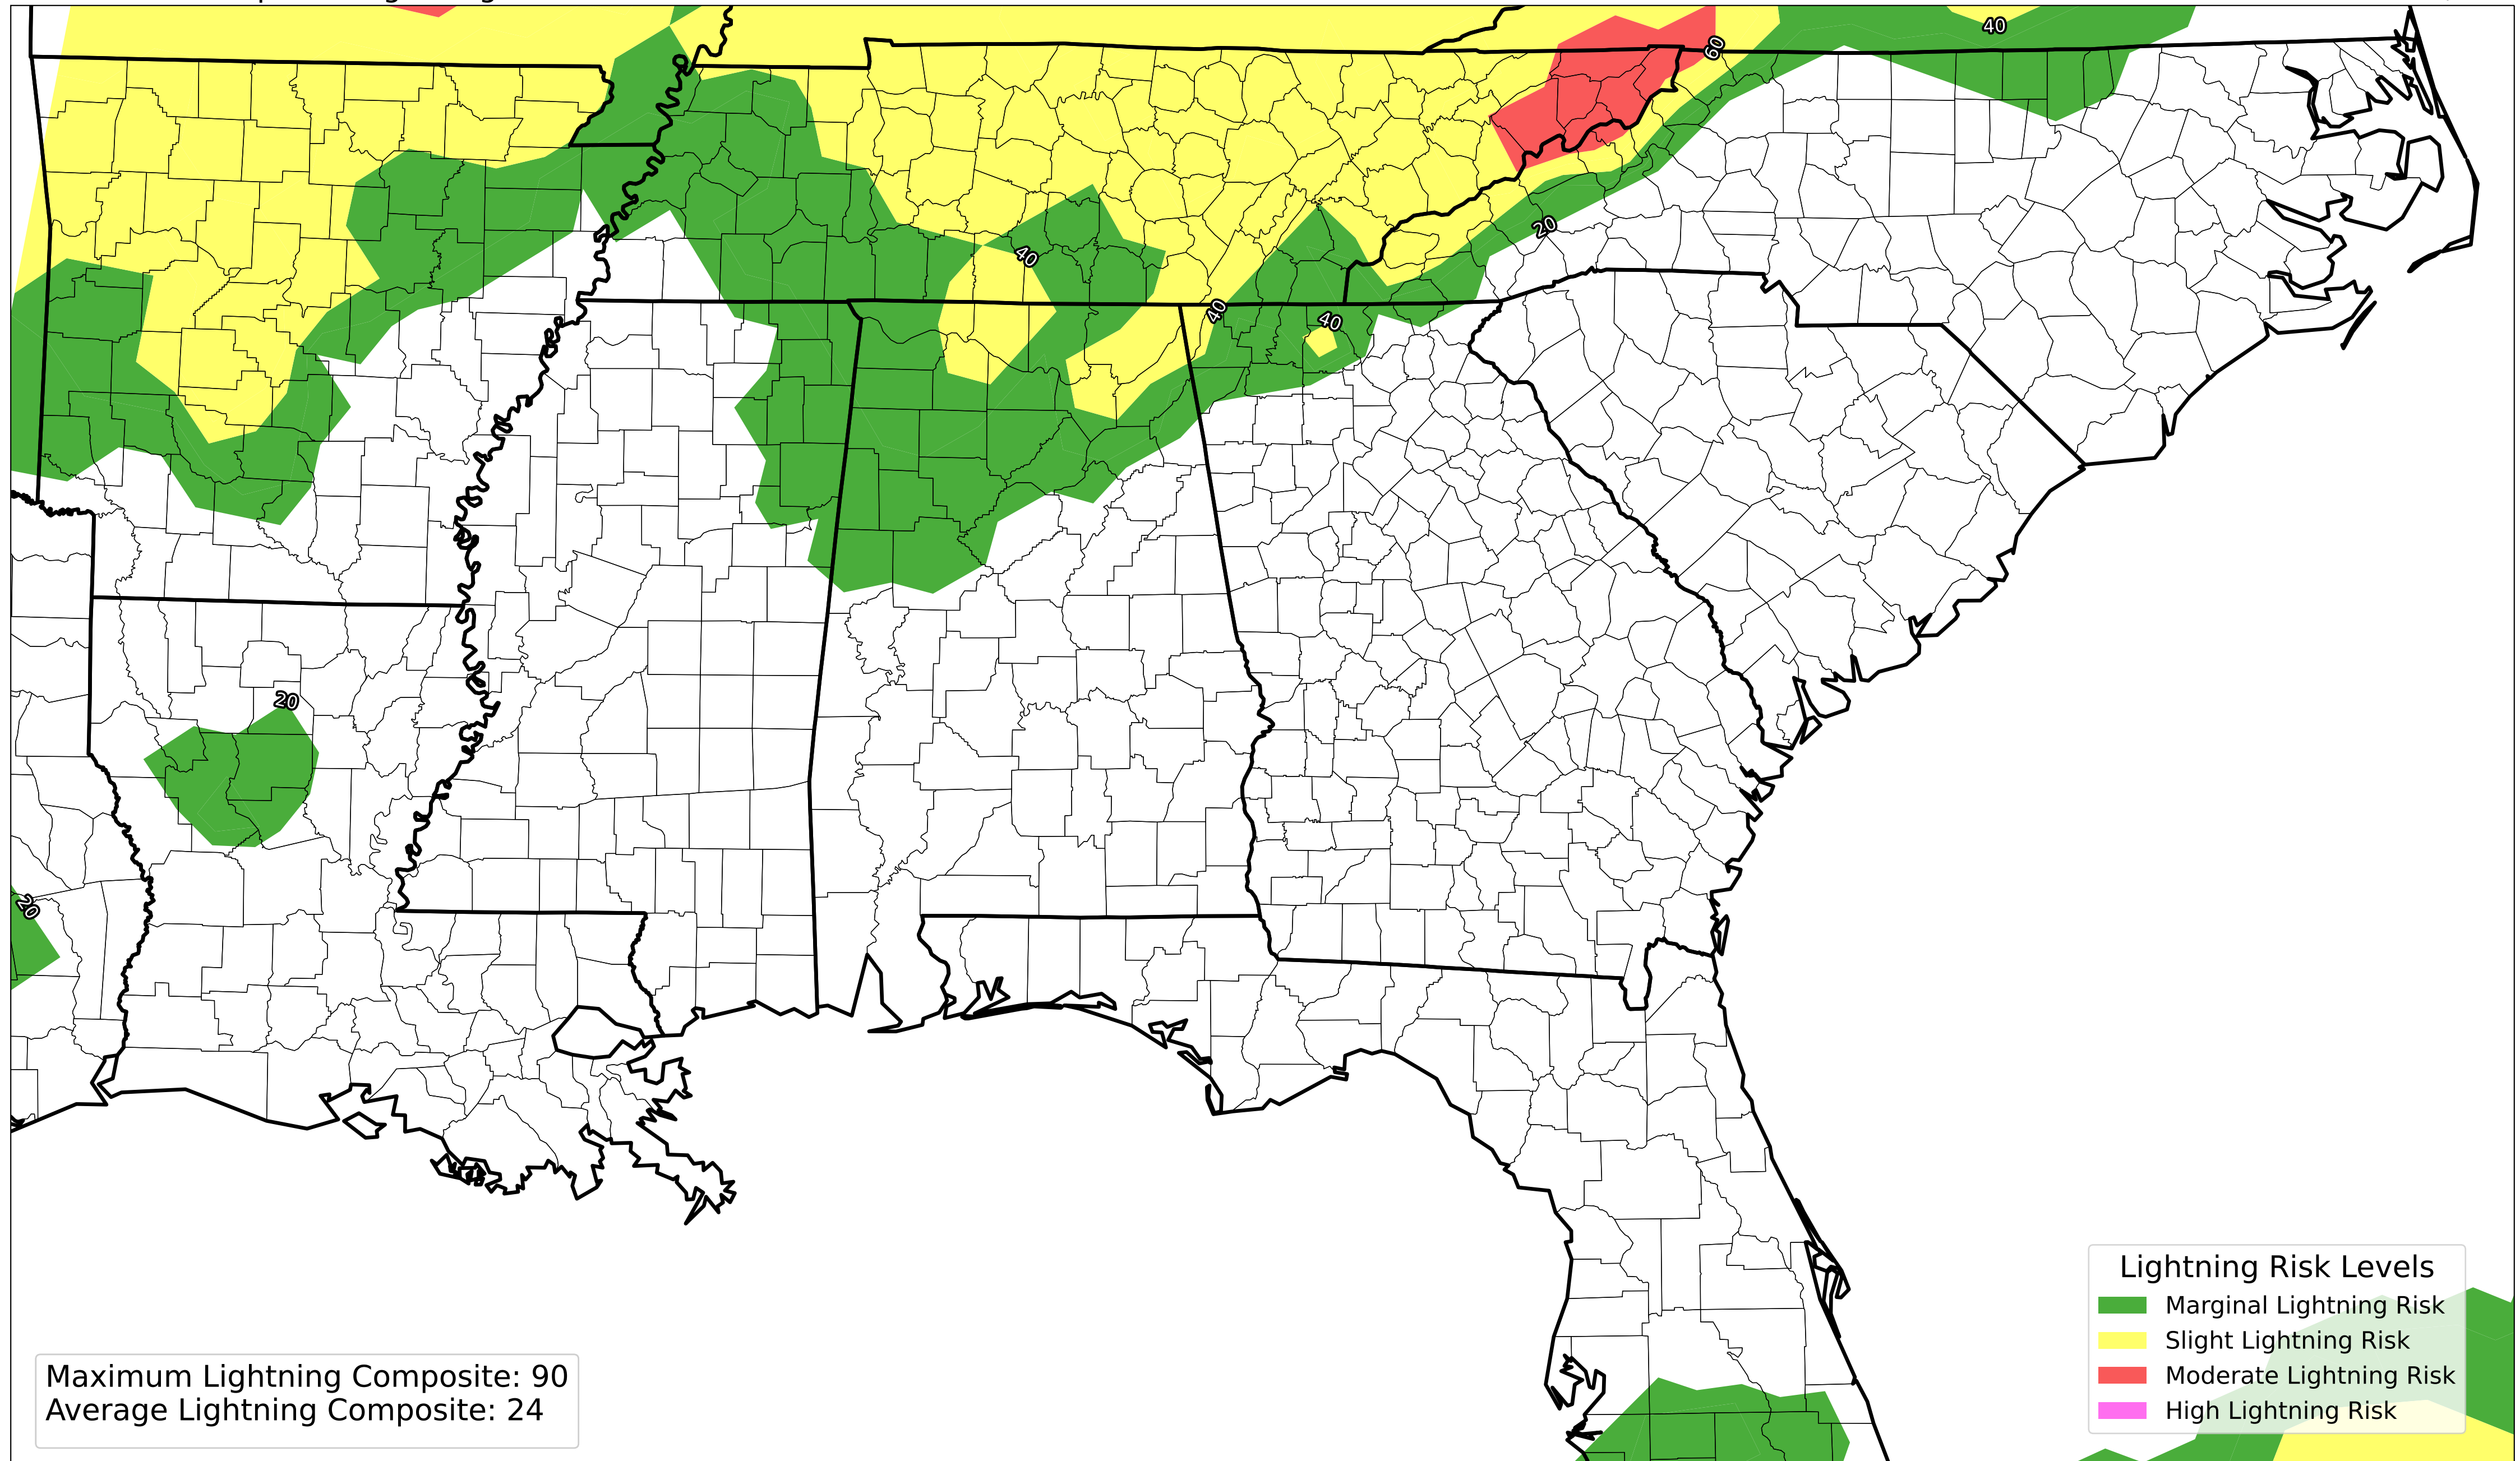 40
60
20
40
40
40
20
20
Lightning Risk Levels
Marginal Lightning Risk
Slight Lightning Risk
Moderate Lightning Risk
High Lightning Risk
Maximum Lightning Composite: 90
Average Lightning Composite: 24